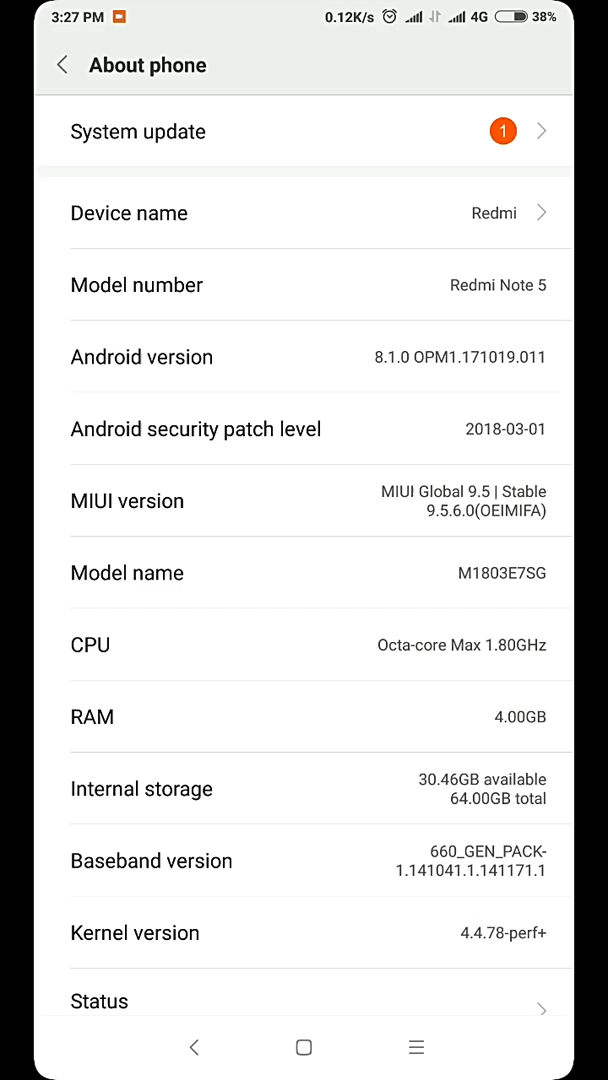 3:27 PM 0.12K/s 4G 38%
About phone
System update 1
Device name Redmi
Model number Redmi Note 5
Android version 8.1.0 OPM1.171019.011
Android security patch level 2018-03-01
MIUI version MIUI Global 9.5 | Stable
9.5.6.0(OEIMIFA)
Model name M1803E7SG
CPU Octa-core Max 1.80GHz
RAM 4.00GB
Internal storage 30.46GB available
64.00GB total
Baseband version 660_GEN_PACK-
1.141041.1.141171.1
Kernel version 4.4.78-perf+
Status